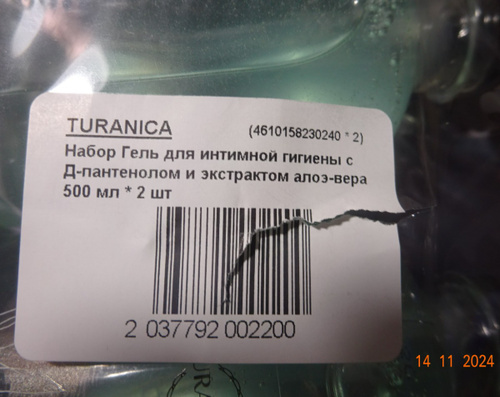 TURANICA (4610158230240 * 2)
Набор Гель для интимной гигиены с
Д-пантенолом и экстрактом алоэ-вера
500 мл * 2 шт
2 037792 002200
14 11 2024